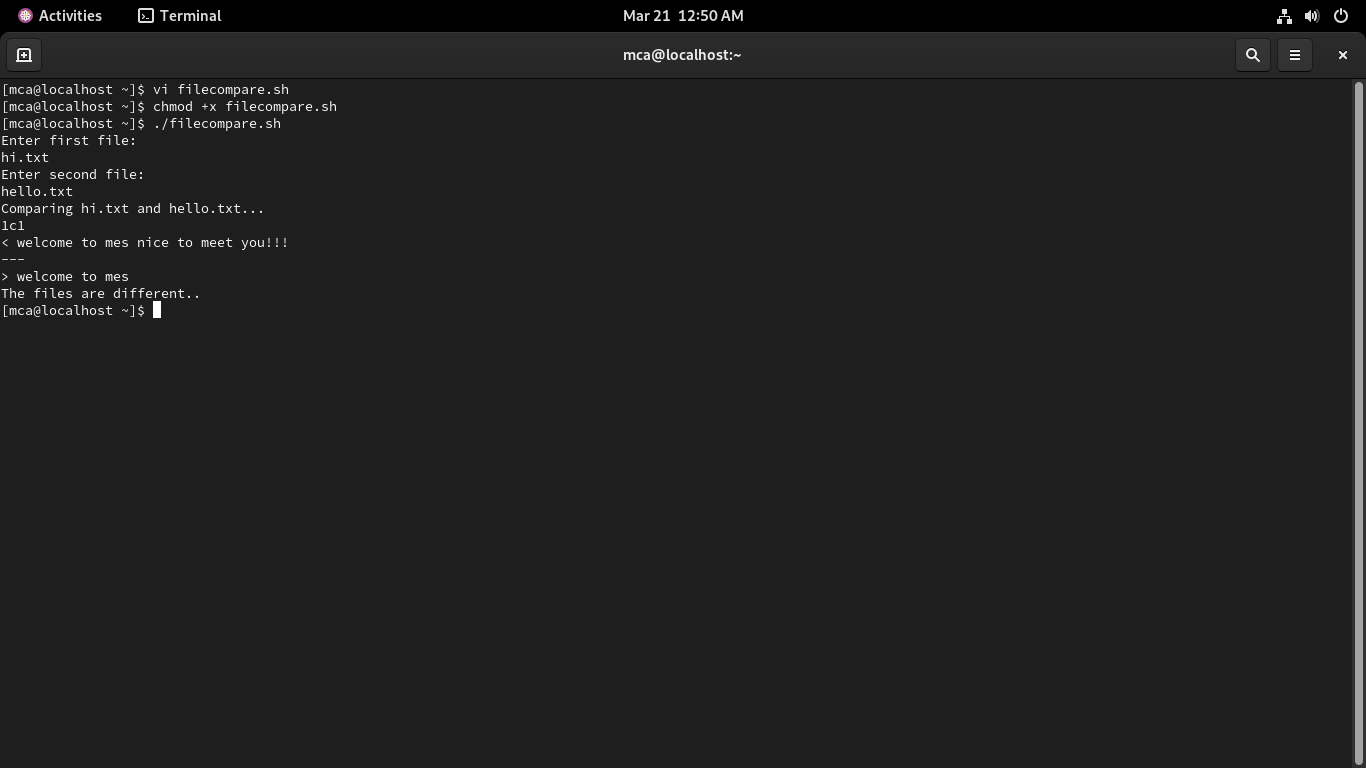 Activities Terminal Mar 21 12:50 AM
mca@localhost:~
[mca@localhost ~]$ vi filecompare.sh
[mca@localhost ~]$ chmod +x filecompare.sh
[mca@localhost ~]$ ./filecompare.sh
Enter first file:
hi.txt
Enter second file:
hello.txt
Comparing hi.txt and hello.txt...
1c1
< welcome to mes nice to meet you!!!
---
> welcome to mes
The files are different..
[mca@localhost ~]$